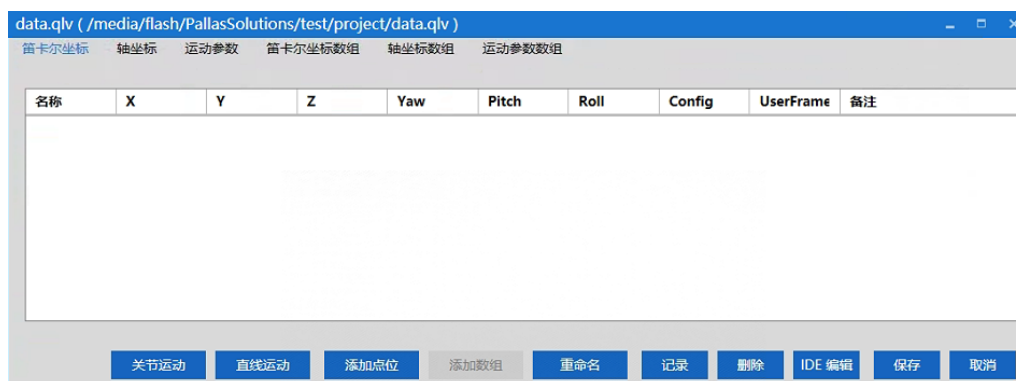 data.qlv ( /media/flash/PallasSolutions/test/project/data.qlv )
笛卡尔坐标 轴坐标 运动参数 笛卡尔坐标数组 轴坐标数组 运动参数数组
名称 X Y Z Yaw Pitch Roll Config UserFrame 备注
关节运动 直线运动 添加点位 添加数组 重命名 记录 删除 IDE 编辑 保存 取消